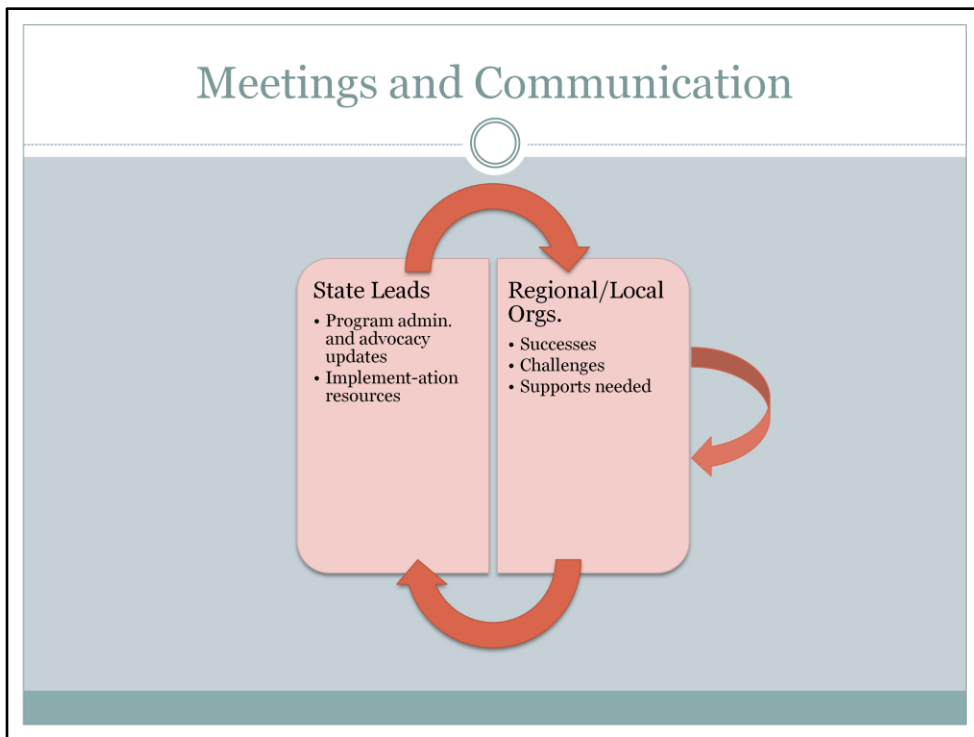 Meetings and Communication
State Leads
• Program admin.
and advocacy
updates
• Implement-ation
resources
Regional/Local
Orgs.
• Successes
• Challenges
• Supports needed